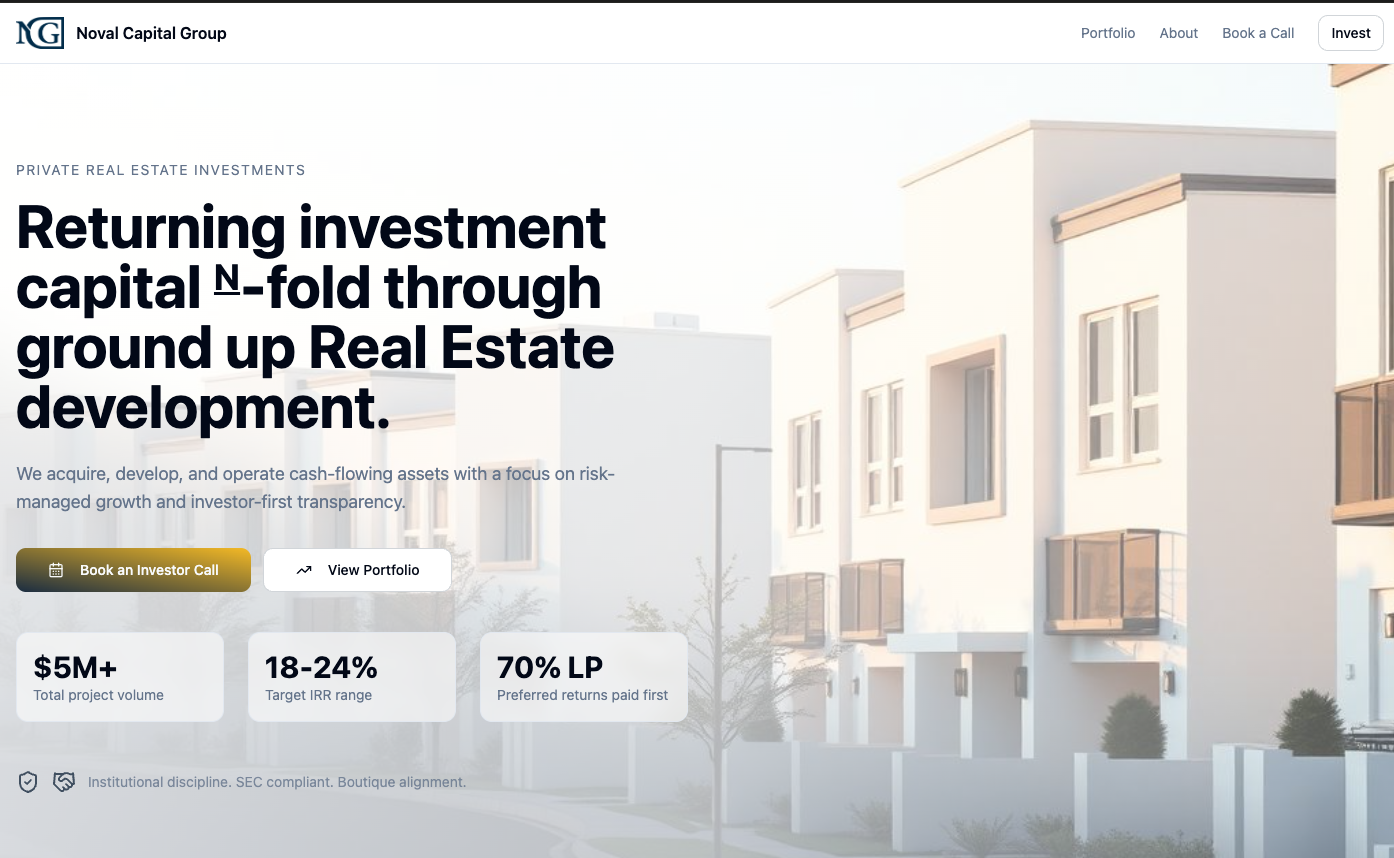 NCG
Noval Capital Group
Portfolio
About
Book a Call
Invest
PRIVATE REAL ESTATE INVESTMENTS
Returning investment
capital N-fold through
ground up Real Estate
development.
We acquire, develop, and operate cash-flowing assets with a focus on risk-
managed growth and investor-first transparency.
Book an Investor Call
View Portfolio
$5M+
Total project volume
18-24%
Target IRR range
70% LP
Preferred returns paid first
Institutional discipline. SEC compliant. Boutique alignment.